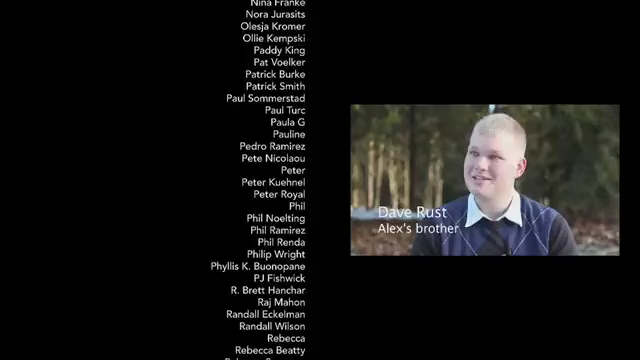 Nina Franke
Nora Jurasits
Olesja Kromer
Ollie Kempski
Paddy King
Pat Voelker
Patrick Burke
Patrick Smith
Paul Sommerstad
Paul Turc
Paula G
Pauline
Pedro Ramirez
Pete Nicolaou
Peter
Peter Kuehnel
Peter Royal
Phil
Phil Noelting
Phil Ramirez
Phil Renda
Philip Wright
Phyllis K. Buonopane
PJ Fishwick
R. Brett Hanchar
Raj Mahon
Randall Eckelman
Randall Wilson
Rebecca
Rebecca Beatty
Dave Rust
Alex's brother